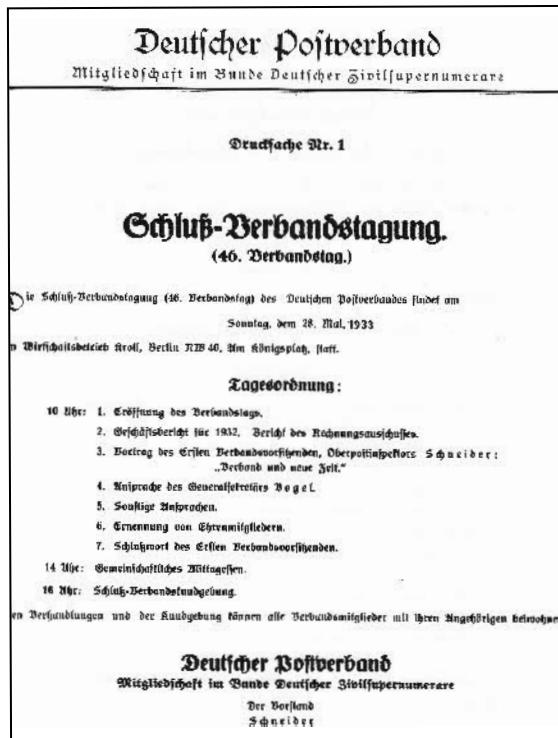 Deutscher Postverband
Mitgliedschaft im Bunde Deutscher Zivilsupernumerare
Drucksache Nr. 1
Schluß-Verbandstagung.
(46. Verbandstag.)
ie Schluß-Verbandstagung (46. Verbandstag) des Deutschen Postverbandes findet am
Sonntag, dem 28. Mai, 1933
Wirtschaftsbetrieb Kroll, Berlin NW 40, Am Königsplatz, statt.
Tagesordnung:
10 Uhr: 1. Eröffnung des Verbandstags.
2. Geschäftsbericht für 1932, Bericht des Rechnungsausschusses.
3. Vortrag des Ersten Verbandsvorsitzenden, Oberpostinspektors Schneider:
„Verband und neue Zeit.“
4. Ansprache des Generalsekretärs Vogel
5. Sonstige Ansprachen.
6. Ernennung von Ehrenmitgliedern.
7. Schlußwort des Ersten Verbandsvorsitzenden.
14 Uhr: Gemeinschaftliches Mittagessen.
16 Uhr: Schluß-Verbandskundgebung.
en Verhandlungen und der Kundgebung können alle Verbandsmitglieder mit ihren Angehörigen beiwohne
Deutscher Postverband
Mitgliedschaft im Bunde Deutscher Zivilsupernumerare
Der Vorstand
Schneider